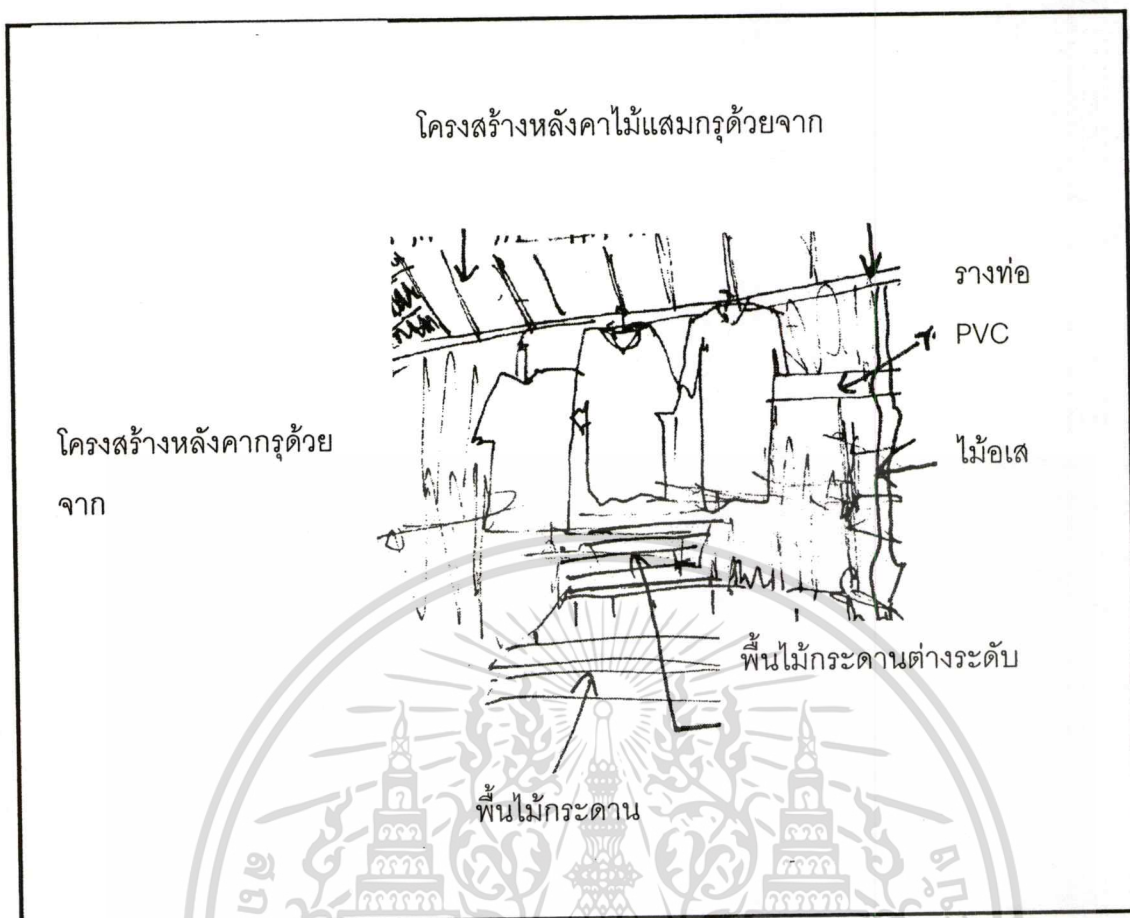 โครงสร้างหลังคาไม้แสมกรุด้วยจาก
รางท่อ
PVC
โครงสร้างหลังคากรุด้วย
จาก
ไม้อเส
พื้นไม้กระดานต่างระดับ
พื้นไม้กระดาน